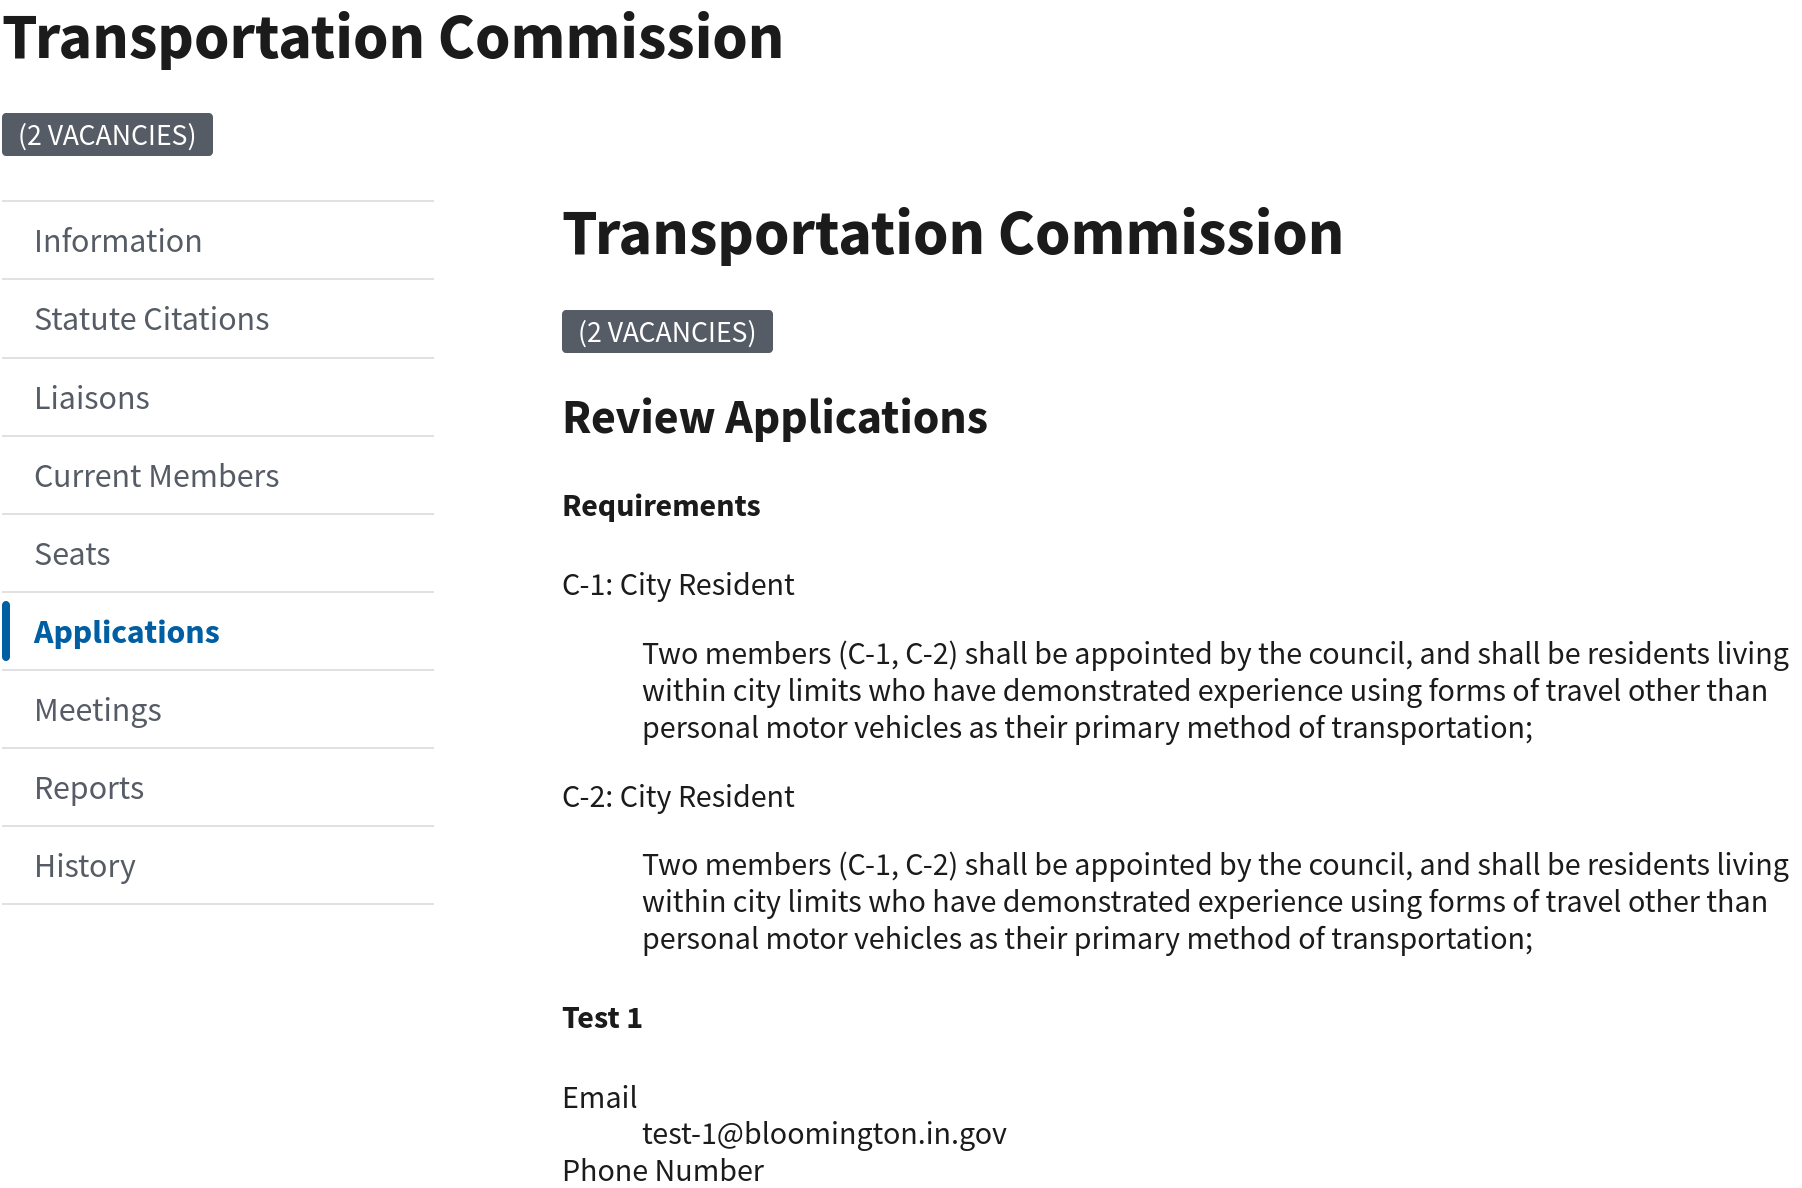 Transportation Commission
(2 VACANCIES)
Information
Statute Citations
Liaisons
Current Members
Seats
Applications
Meetings
Reports
History
Transportation Commission
(2 VACANCIES)
Review Applications
Requirements
C-1: City Resident
Two members (C-1, C-2) shall be appointed by the council, and shall be residents living
within city limits who have demonstrated experience using forms of travel other than
personal motor vehicles as their primary method of transportation;
C-2: City Resident
Two members (C-1, C-2) shall be appointed by the council, and shall be residents living
within city limits who have demonstrated experience using forms of travel other than
personal motor vehicles as their primary method of transportation;
Test 1
Email
test-1@bloomington.in.gov
Phone Number